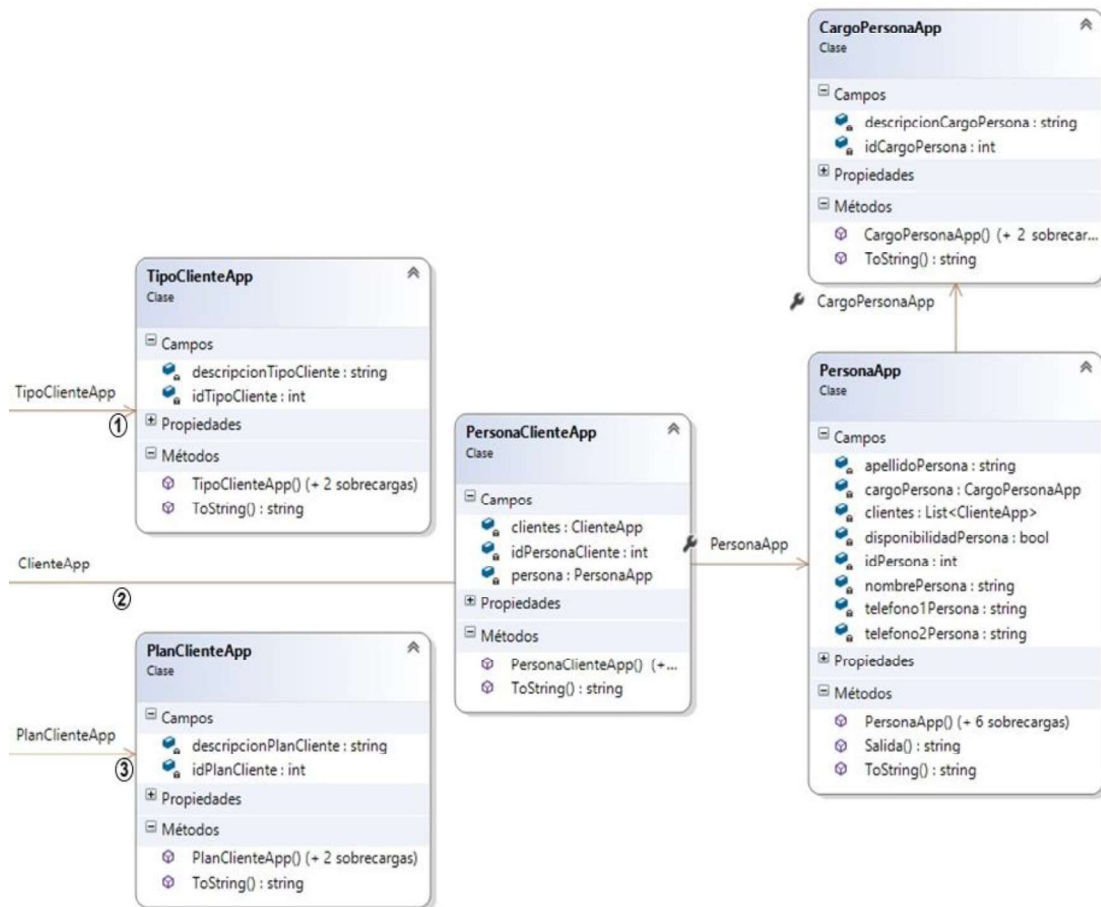 CargoPersonaApp
Clase
Campos
descripcionCargoPersona : string
idCargoPersona : int
Propiedades
Métodos
CargoPersonaApp() (+ 2 sobrecar...
ToString() : string
CargoPersonaApp
TipoClienteApp
Clase
Campos
descripcionTipoCliente : string
idTipoCliente : int
Propiedades
Métodos
TipoClienteApp() (+ 2 sobrecargas)
ToString() : string
TipoClienteApp
1
PersonaClienteApp
Clase
Campos
clientes : ClienteApp
idPersonaCliente : int
persona : PersonaApp
Propiedades
Métodos
PersonaClienteApp() (+...
ToString() : string
PersonaApp
PersonaApp
Clase
Campos
apellidoPersona : string
cargoPersona : CargoPersonaApp
clientes : List<ClienteApp>
disponibilidadPersona : bool
idPersona : int
nombrePersona : string
telefono1Persona : string
telefono2Persona : string
Propiedades
Métodos
PersonaApp() (+ 6 sobrecargas)
Salida() : string
ToString() : string
ClienteApp
2
PlanClienteApp
Clase
Campos
descripcionPlanCliente : string
idPlanCliente : int
Propiedades
Métodos
PlanClienteApp() (+ 2 sobrecargas)
ToString() : string
PlanClienteApp
3